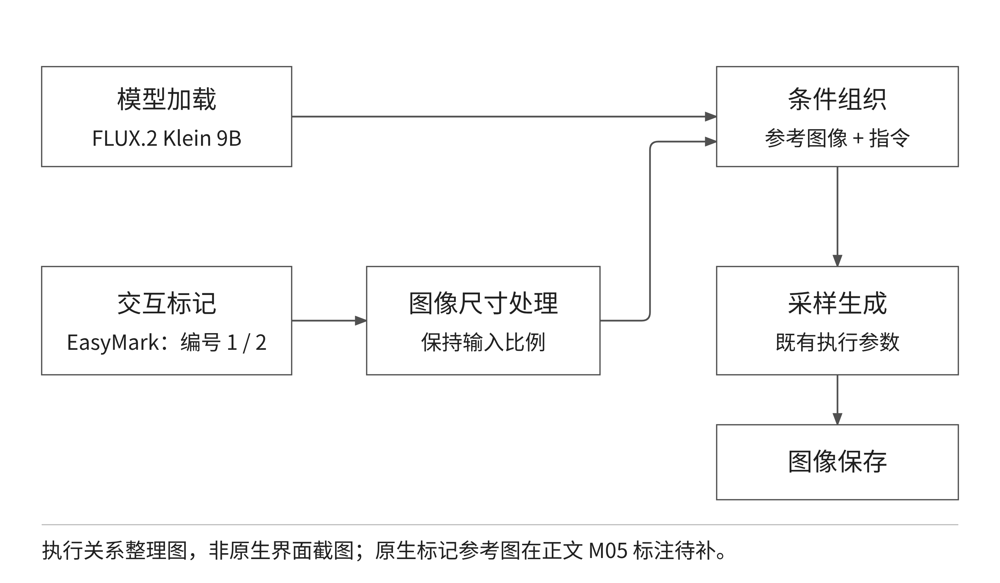 模型加载
FLUX.2 Klein 9B
条件组织
参考图像 + 指令
交互标记
EasyMark：编号 1 / 2
图像尺寸处理
保持输入比例
采样生成
既有执行参数
图像保存
执行关系整理图，非原生界面截图；原生标记参考图在正文 M05 标注待补。